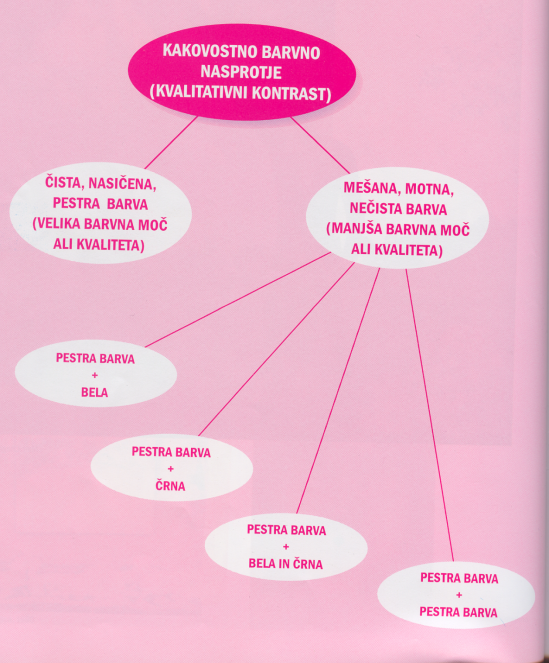 KAKOVOSTNO BARVNO
NASPROTJE
(KVALITATIVNI KONTRAST)
ČISTA, NASIČENA,
PESTRA BARVA
(VELIKA BARVNA MOČ
ALI KVALITETA)
MEŠANA, MOTNA,
NEČISTA BARVA
(MANJŠA BARVNA MOČ
ALI KVALITETA)
PESTRA BARVA
+
BELA
PESTRA BARVA
+
ČRNA
PESTRA BARVA
+
BELA IN ČRNA
PESTRA BARVA
+
PESTRA BARVA